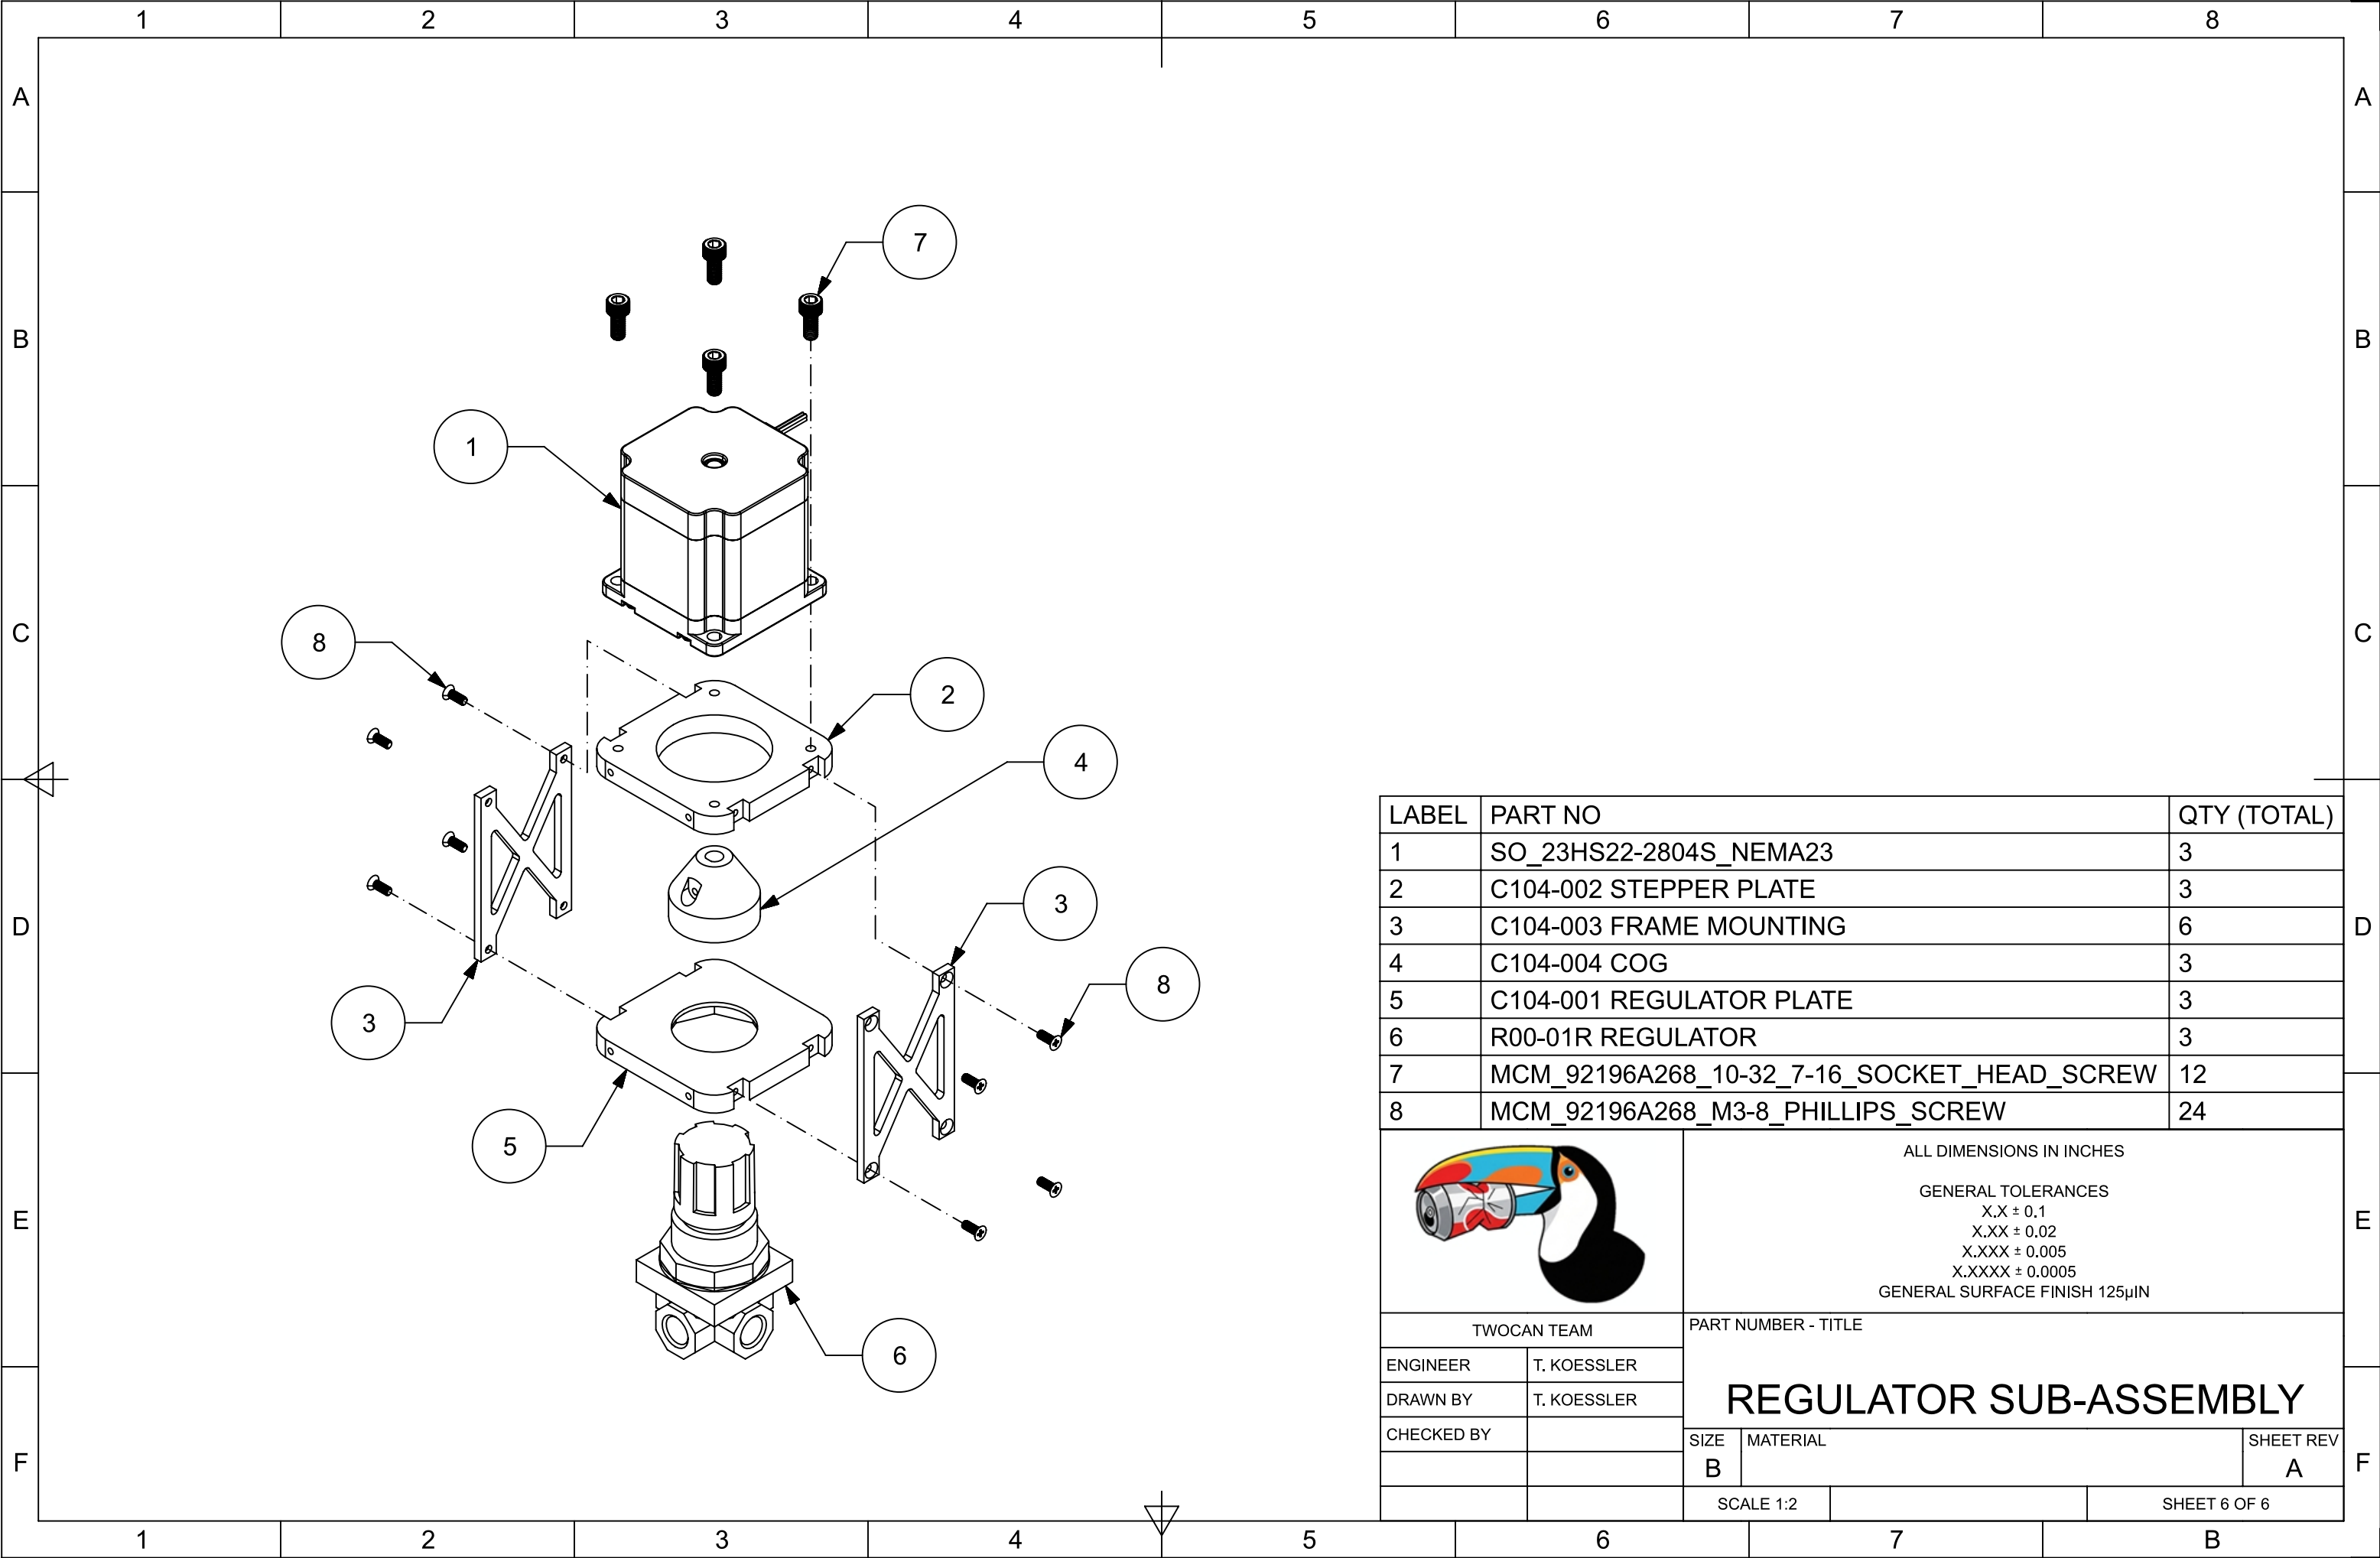 1 2 3 4 5 6 7 8
A A
B B
C C
D D
E E
F F
7
1
8
2
4
3
8
3
5
6
LABEL PART NO QTY (TOTAL)
1 SO_23HS22-2804S_NEMA23 3
2 C104-002 STEPPER PLATE 3
3 C104-003 FRAME MOUNTING 6
4 C104-004 COG 3
5 C104-001 REGULATOR PLATE 3
6 R00-01R REGULATOR 3
7 MCM_92196A268_10-32_7-16_SOCKET_HEAD_SCREW 12
8 MCM_92196A268_M3-8_PHILLIPS_SCREW 24
ALL DIMENSIONS IN INCHES
GENERAL TOLERANCES
X.X ± 0.1
X.XX ± 0.02
X.XXX ± 0.005
X.XXXX ± 0.0005
GENERAL SURFACE FINISH 125µIN
TWOCAN TEAM
PART NUMBER - TITLE
ENGINEER T. KOESSLER
DRAWN BY T. KOESSLER
CHECKED BY
REGULATOR SUB-ASSEMBLY
SIZE MATERIAL SHEET REV
B A
SCALE 1:2 SHEET 6 OF 6
1 2 3 4 5 6 7 B